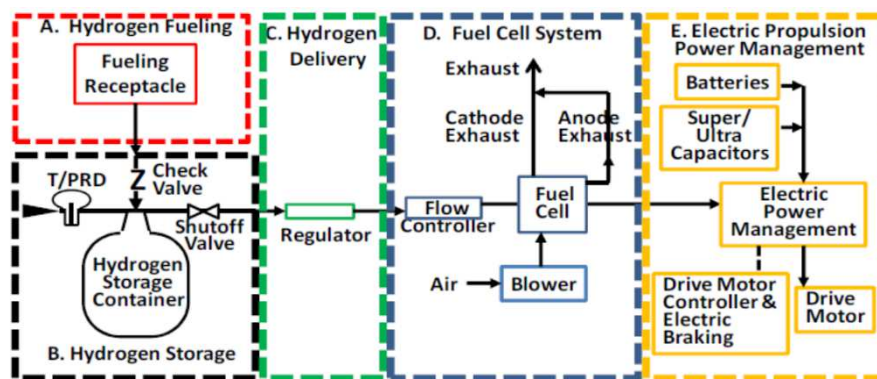 A. Hydrogen Fueling
Fueling
Receptacle
T/PRD
Z
Check
Valve
Shutoff
Valve
Hydrogen
Storage
Container
B. Hydrogen Storage
C. Hydrogen
Delivery
Regulator
D. Fuel Cell System
Exhaust
Cathode
Exhaust
Anode
Exhaust
Flow
Controller
Fuel
Cell
Air
Blower
E. Electric Propulsion
Power Management
Batteries
Super/
Ultra
Capacitors
Electric
Power
Management
Drive Motor
Controller &
Electric
Braking
Drive
Motor